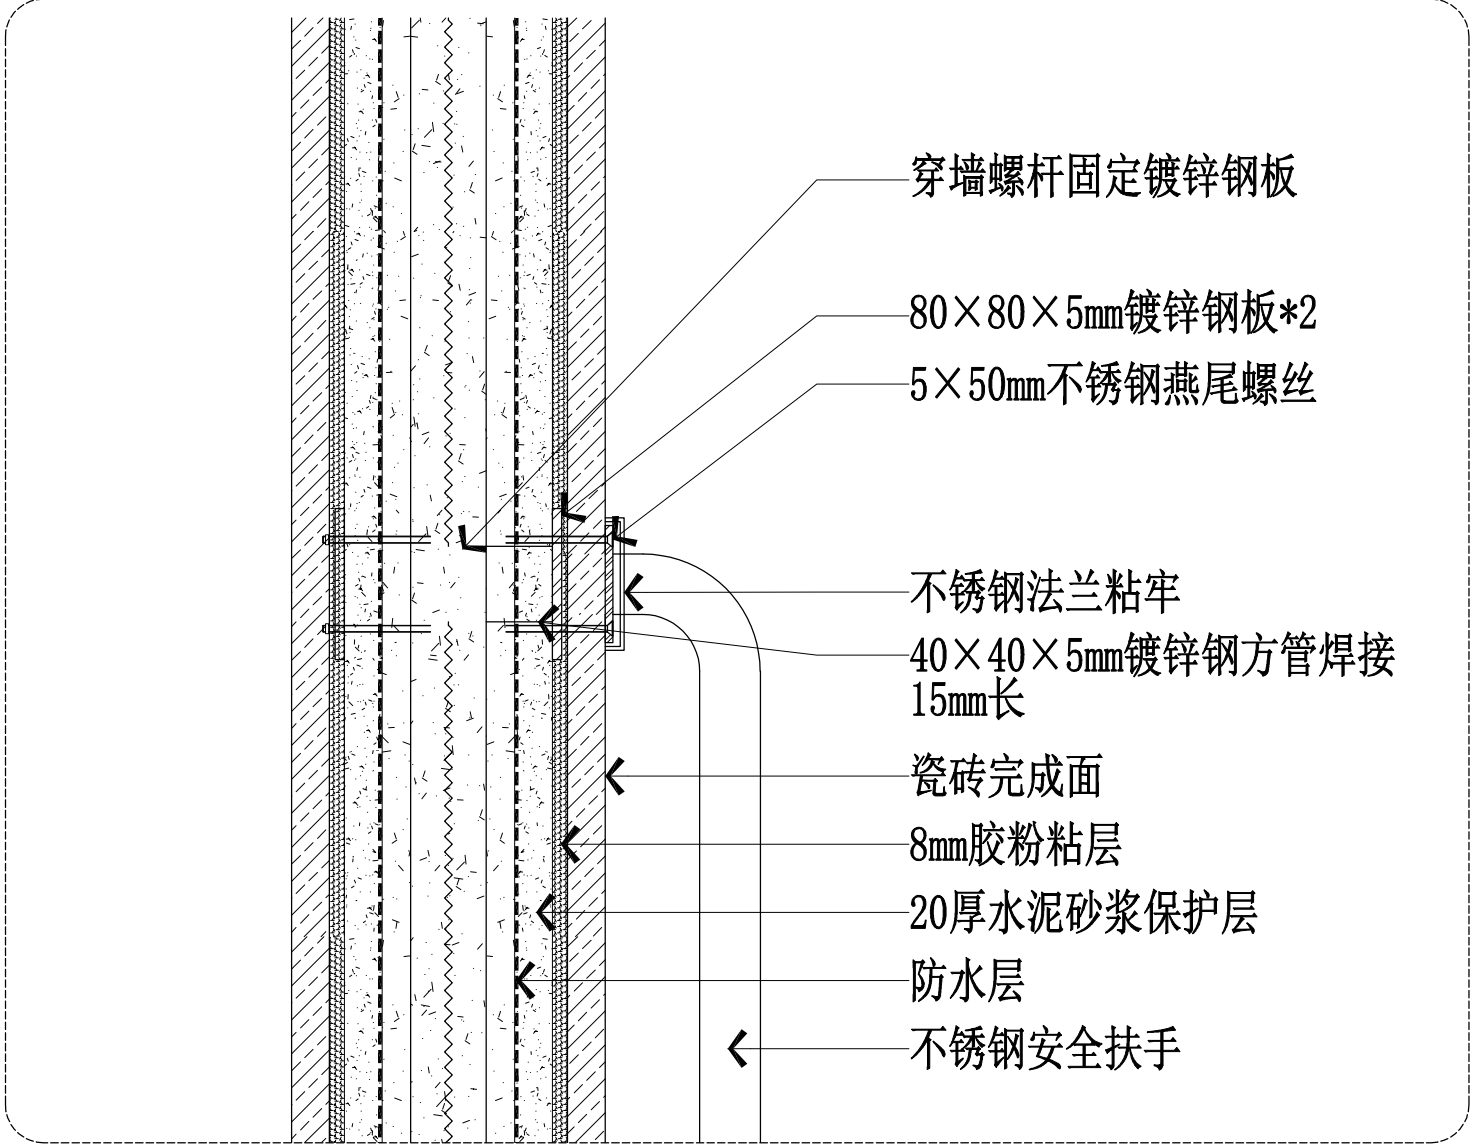 穿墙螺杆固定镀锌钢板
80×80×5mm镀锌钢板*2
5×50mm不锈钢燕尾螺丝
不锈钢法兰粘牢
40×40×5mm镀锌钢方管焊接
15mm长
瓷砖完成面
8mm胶粉粘层
20厚水泥砂浆保护层
防水层
不锈钢安全扶手